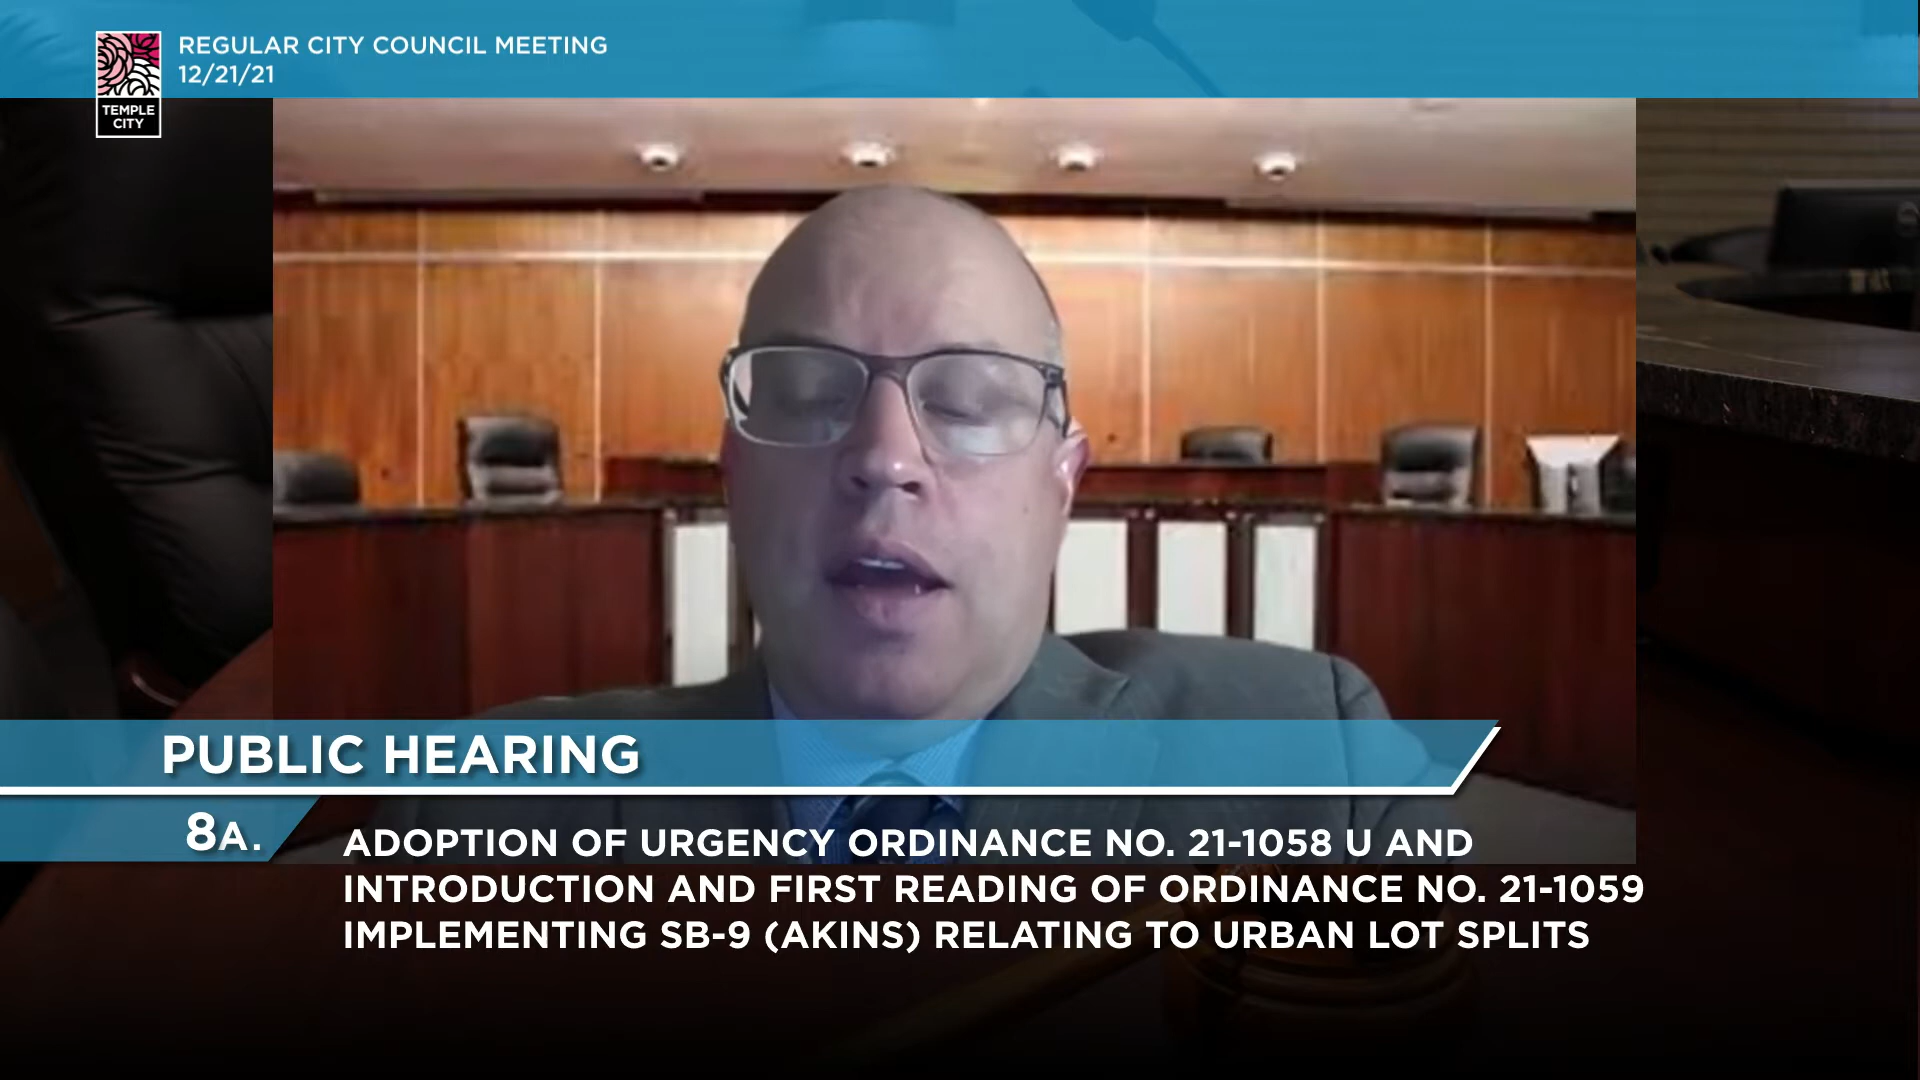 REGULAR CITY COUNCIL MEETING
12/21/21
TEMPLE
CITY
PUBLIC HEARING
8A.
ADOPTION OF URGENCY ORDINANCE NO. 21-1058 U AND
INTRODUCTION AND FIRST READING OF ORDINANCE NO. 21-1059
IMPLEMENTING SB-9 (AKINS) RELATING TO URBAN LOT SPLITS